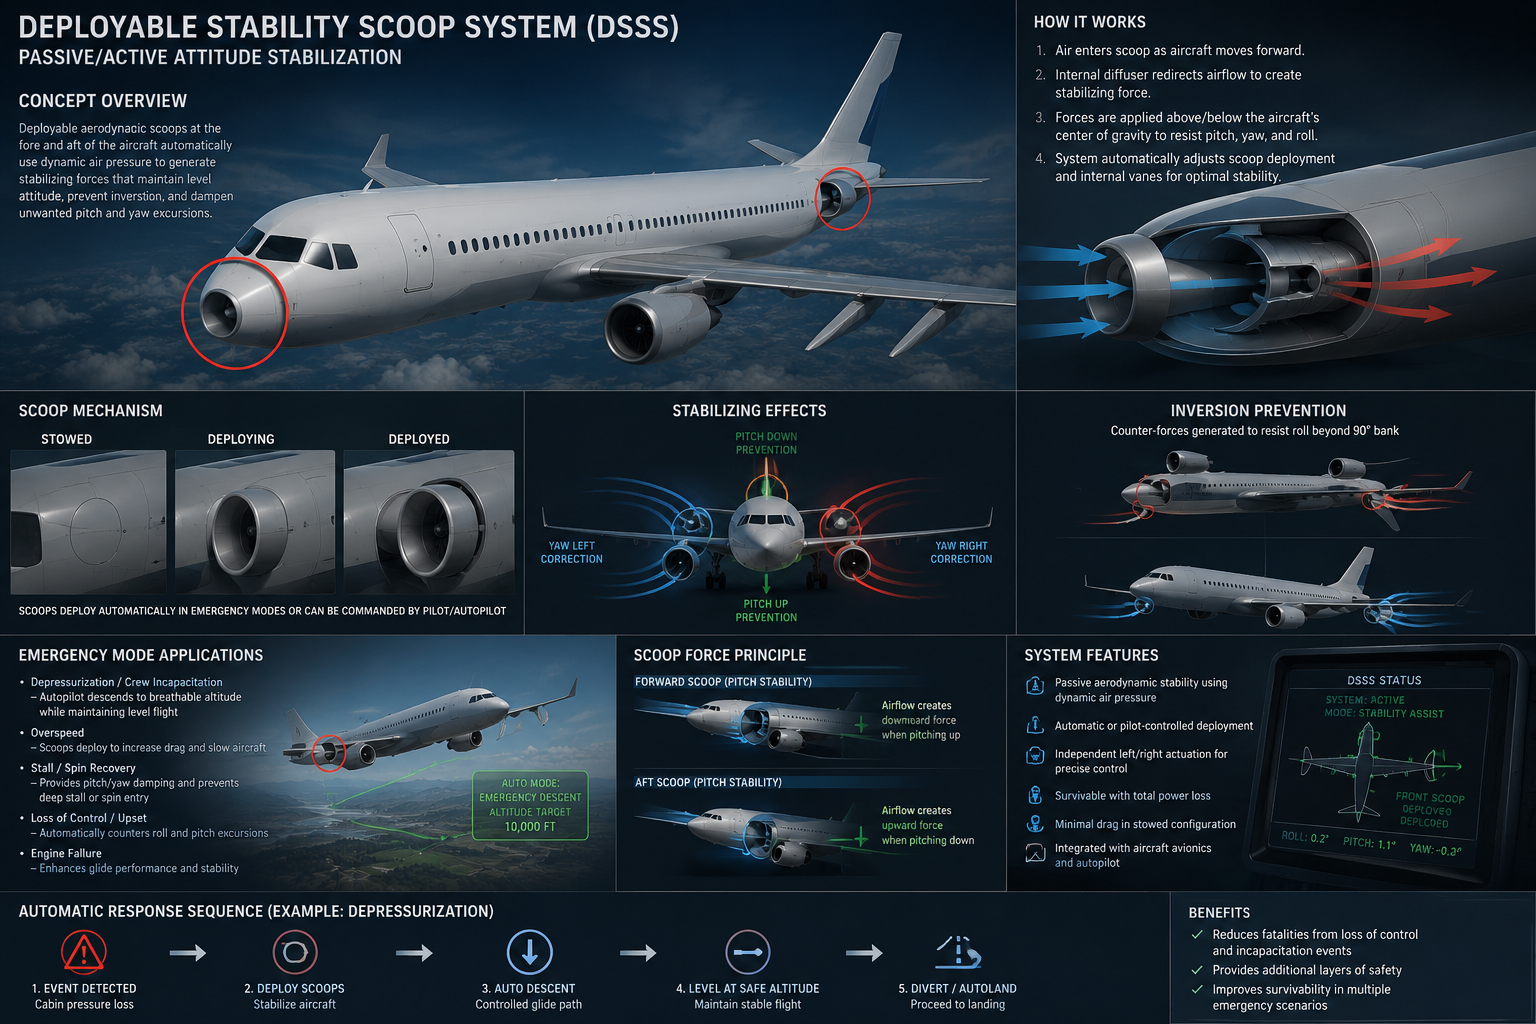 DEPLOYABLE STABILITY SCOOP SYSTEM (DSSS)
PASSIVE/ACTIVE ATTITUDE STABILIZATION
CONCEPT OVERVIEW
Deployable aerodynacic scoops at the
fore and aft of the aircraft automatically
use dynamic air pressure to generate
stabilizing forces that maintain level
attitude, prevent inverstion, and dampen
unwanted pitch and yaw excursions.
HOW IT WORKS
1. Air enters scoop as aircraft moves forward.
2. Internal diffuser redirects airflow to create
stabilizing force.
3. Forces are applied above/below the aircraft's
center of gravity to resist pitch, yaw, and roll.
4. System automatically adjusts scoop deployment
and internal vanes for optimal stability.
SCOOP MECHANISM
STOWED
DEPLOYING
DEPLOYED
SCOOPS DEPLOY AUTOMATICALLY IN EMERGENCY MODES OR CAN BE COMMANDED BY PILOT/AUTOPILOT
STABILIZING EFFECTS
PITCH DOWN
PREVENTION
YAW LEFT
CORRECTION
YAW RIGHT
CORRECTION
PITCH UP
PREVENTION
INVERSION PREVENTION
Counter-forces generated to resist roll beyond 90° bank
EMERGENCY MODE APPLICATIONS
• Depressurization / Crew Incapacitation
– Autopilot descends to breathable altitude
while maintaining level flight
• Overspeed
– Scoops deploy to increase drag and slow aircraft
• Stall / Spin Recovery
– Provides pitch/yaw damping and prevents
deep stall or spin entry
• Loss of Control / Upset
– Automatically counters roll and pitch excursions
• Engine Failure
– Enhances glide performance and stability
AUTO MODE:
EMERGENCY DESCENT
ALTITUDE TARGET
10,000 FT
SCOOP FORCE PRINCIPLE
FORWARD SCOOP (PITCH STABILITY)
Airflow creates
downward force
when pitching up
AFT SCOOP (PITCH STABILITY)
Airflow creates
upward force
when pitching down
SYSTEM FEATURES
Passive aerodynamic stability using
dynamic air pressure
Automatic or pilot-controlled deployment
Independent left/right actuation for
precise control
Survivable with total power loss
Minimal drag in stowed configuration
Integrated with aircraft avionics
and autopilot
DSSS STATUS
SYSTEM: ACTIVE
MODE: STABILITY ASSIST
FRONT SCOOP
DEPLOYED
ROLL: 0.2°
PITCH: 1.1°
YAW: -0.3°
AUTOMATIC RESPONSE SEQUENCE (EXAMPLE: DEPRESSURIZATION)
1. EVENT DETECTED
Cabin pressure loss
2. DEPLOY SCOOPS
Stabilize aircraft
3. AUTO DESCENT
Controlled glide path
4. LEVEL AT SAFE ALTITUDE
Maintain stable flight
5. DIVERT / AUTOLAND
Proceed to landing
BENEFITS
✓ Reduces fatalities from loss of control
and incapacitation events
✓ Provides additional layers of safety
✓ Improves survivability in multiple
emergency scenarios